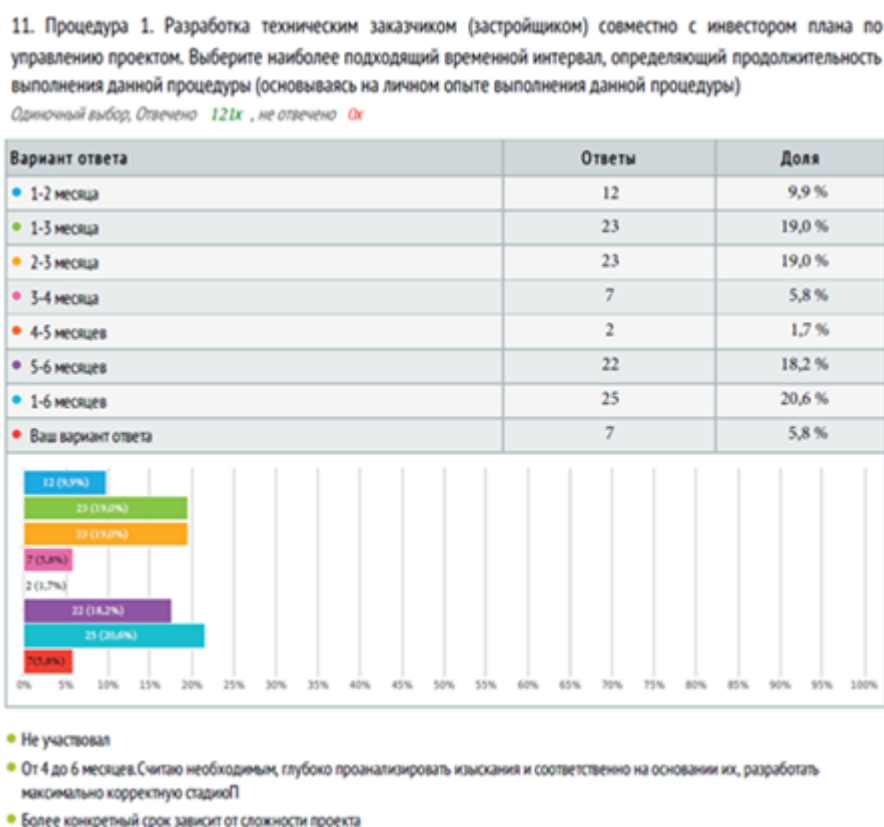 11. Процедура 1. Разработка техническим заказчиком (застройщиком) совместно с инвестором плана по
управлению проектом. Выберите наиболее подходящий временной интервал, определяющий продолжительность
выполнения данной процедуры (основываясь на личном опыте выполнения данной процедуры)
Одиночный выбор, Отвечено 121x , не отвечено 0x
Вариант ответа Ответы Доля
1-2 месяца 12 9,9 %
1-3 месяца 23 19,0 %
2-3 месяца 23 19,0 %
3-4 месяца 7 5,8 %
4-5 месяцев 2 1,7 %
5-6 месяцев 22 18,2 %
1-6 месяцев 25 20,6 %
Ваш вариант ответа 7 5,8 %
12 (9,9%)
23 (19,0%)
23 (19,0%)
7 (5,8%)
2 (1,7%)
22 (18,2%)
25 (20,6%)
7(5,8%)
0% 5% 10% 15% 20% 25% 30% 35% 40% 45% 50% 55% 60% 65% 70% 75% 80% 85% 90% 95% 100%
Не участвовал
От 4 до 6 месяцев.Считаю необходимым, глубоко проанализировать изыскания и соответственно на основании их, разработать
максимально корректную стадиюП
Более конкретный срок зависит от сложности проекта